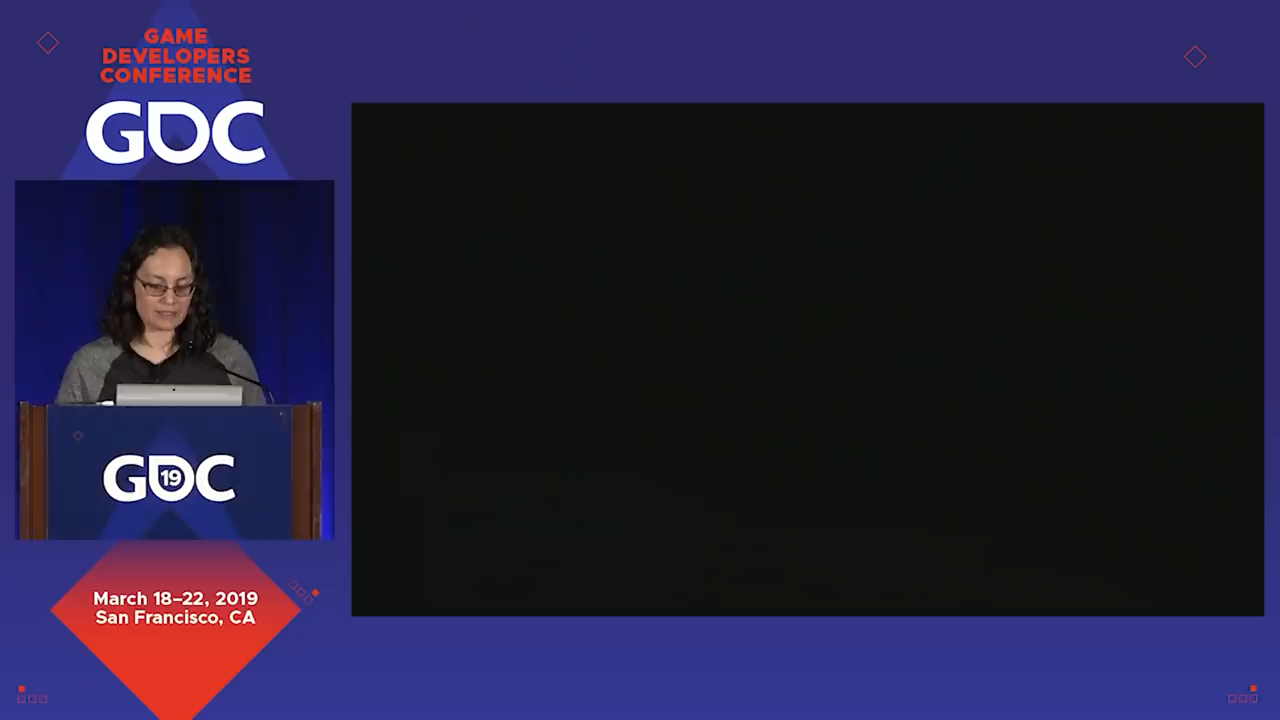 GAME
DEVELOPERS
CONFERENCE
GDC
GDC
19
March 18–22, 2019
San Francisco, CA